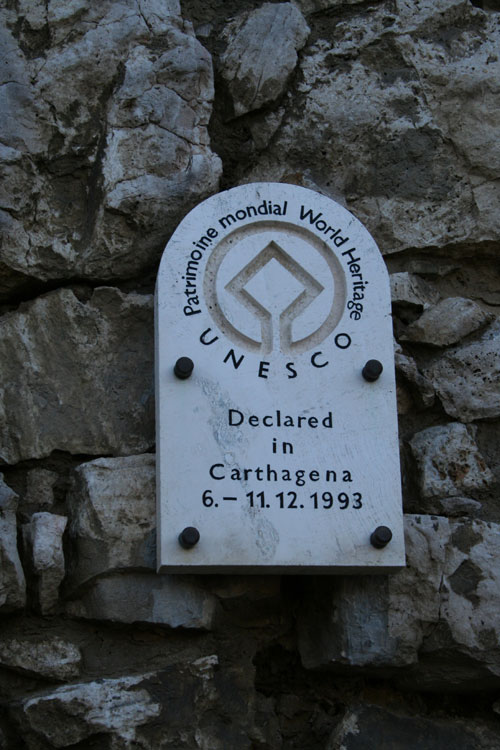 Patrimoine mondial World Heritage
UNESCO
Declared
in
Carthagena
6.– 11.12.1993